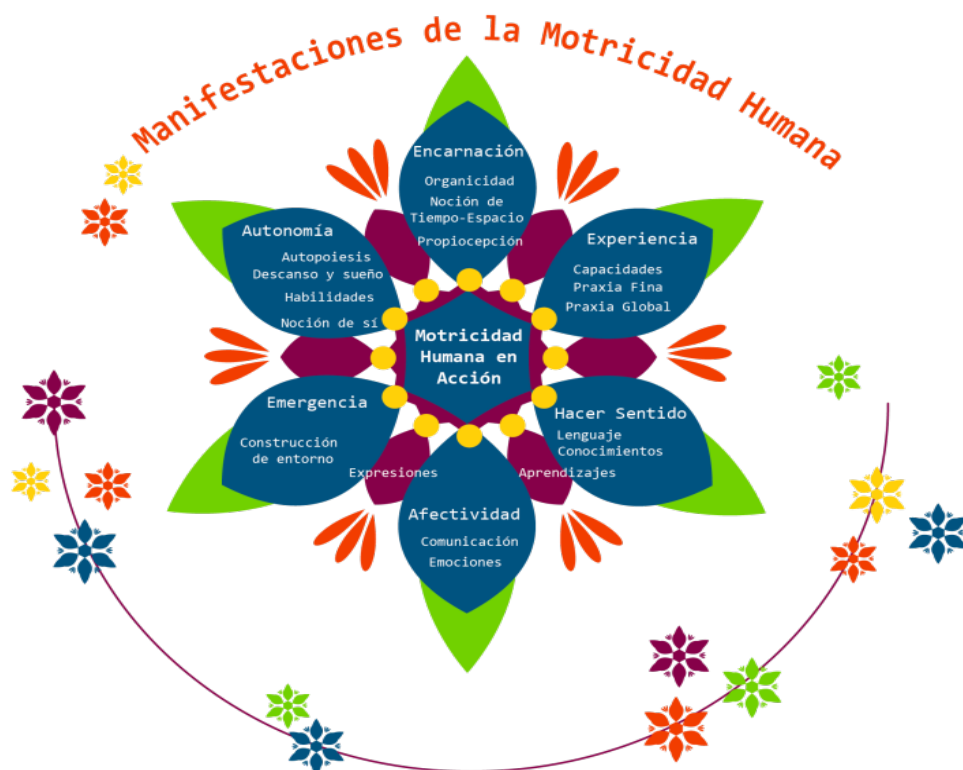 Manifestaciones de la Motricidad Humana
Encarnación
Organicidad
Noción de
Tiempo-Espacio
Propiocepción
Autonomía
Autopoiesis
Descanso y sueño
Habilidades
Noción de sí
Experiencia
Capacidades
Praxia Fina
Praxia Global
Motricidad
Humana en
Acción
Emergencia
Construcción
de entorno
Hacer Sentido
Lenguaje
Conocimientos
Expresiones
Aprendizajes
Afectividad
Comunicación
Emociones